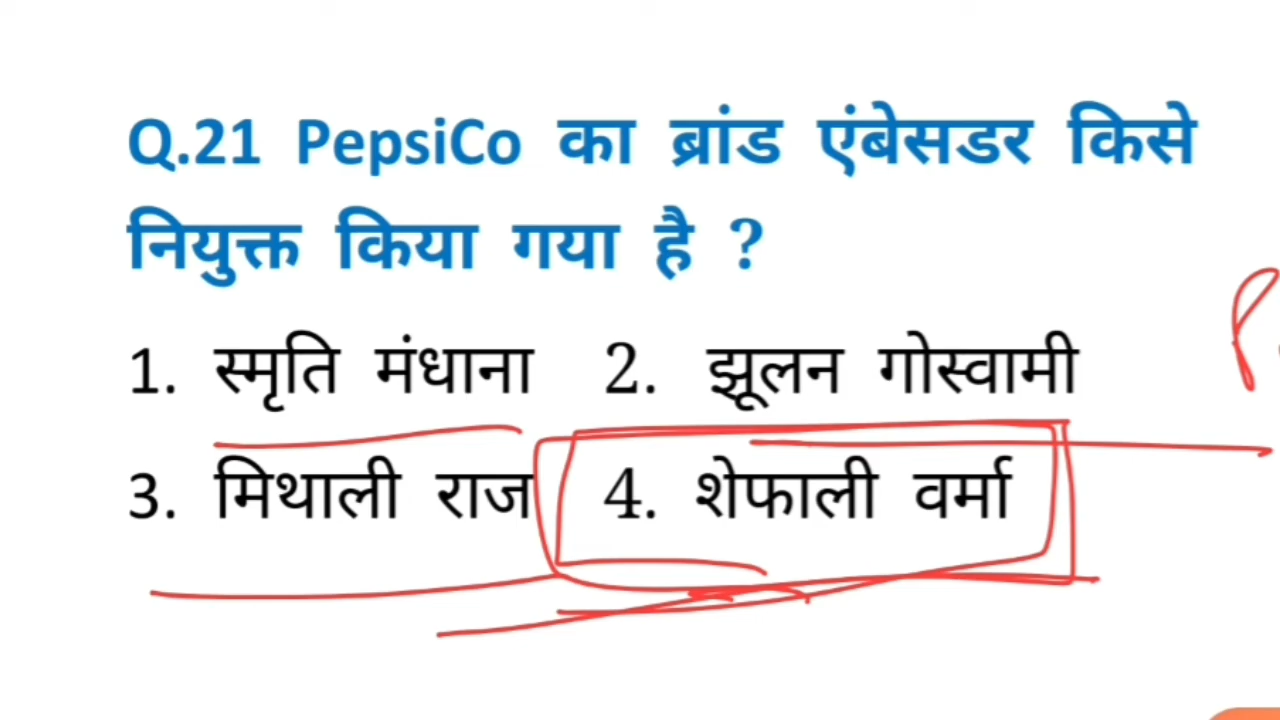 Q.21 PepsiCo का ब्रांड एंबेसडर किसे
नियुक्त किया गया है ?
1. स्मृति मंधाना 2. झूलन गोस्वामी
3. मिथाली राज 4. शेफाली वर्मा